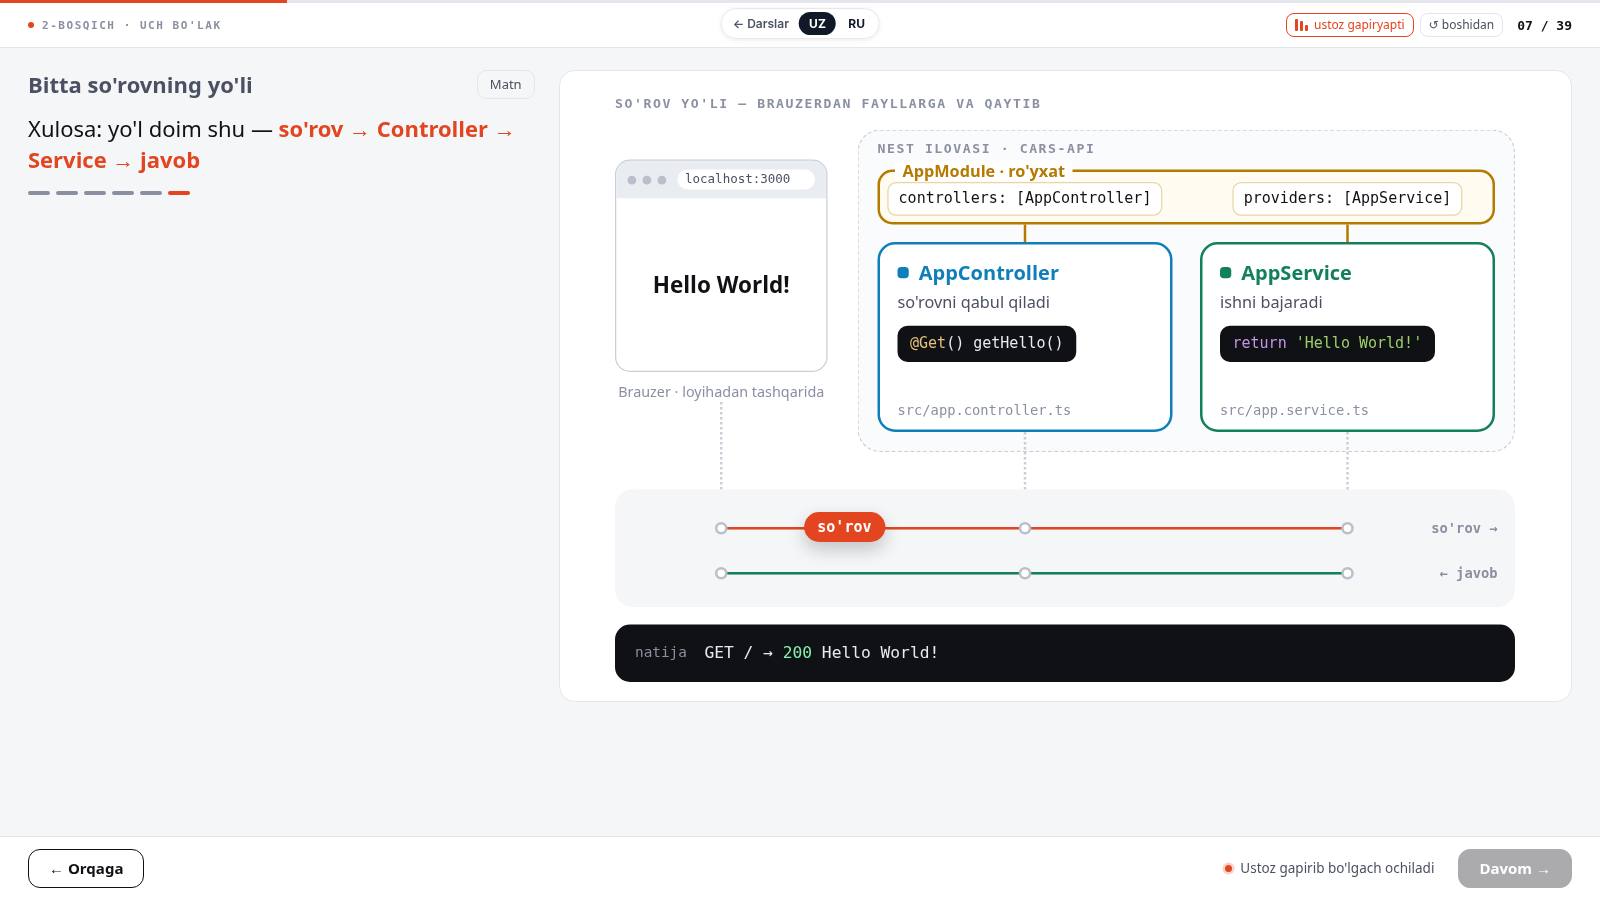 2-BOSQICH · UCH BO'LAK
← Darslar UZ RU
ustoz gapiryapti ↺ boshidan 07 / 39
Bitta so'rovning yo'li
Matn
Xulosa: yo'l doim shu — so'rov → Controller →
Service → javob
SO'ROV YO'LI — BRAUZERDAN FAYLLARGA VA QAYTIB
localhost:3000
Hello World!
Brauzer · loyihadan tashqarida
NEST ILOVASI · CARS-API
AppModule · ro'yxat
controllers: [AppController]
providers: [AppService]
AppController
so'rovni qabul qiladi
@Get() getHello()
src/app.controller.ts
AppService
ishni bajaradi
return 'Hello World!'
src/app.service.ts
so'rov
so'rov →
← javob
natija GET / → 200 Hello World!
← Orqaga
Ustoz gapirib bo'lgach ochiladi
Davom →